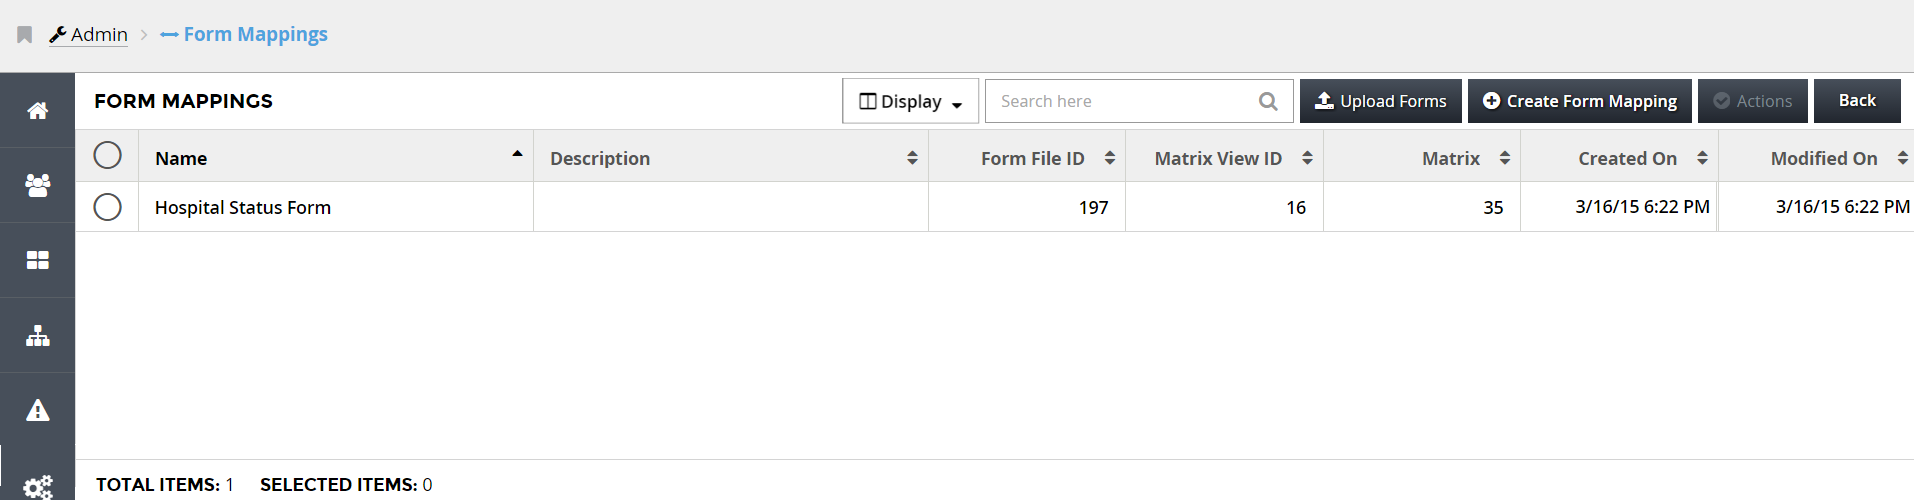 Admin > Form Mappings
FORM MAPPINGS Display Search here Upload Forms Create Form Mapping Actions Back
Name Description Form File ID Matrix View ID Matrix Created On Modified On
Hospital Status Form 197 16 35 3/16/15 6:22 PM 3/16/15 6:22 PM
TOTAL ITEMS: 1 SELECTED ITEMS: 0